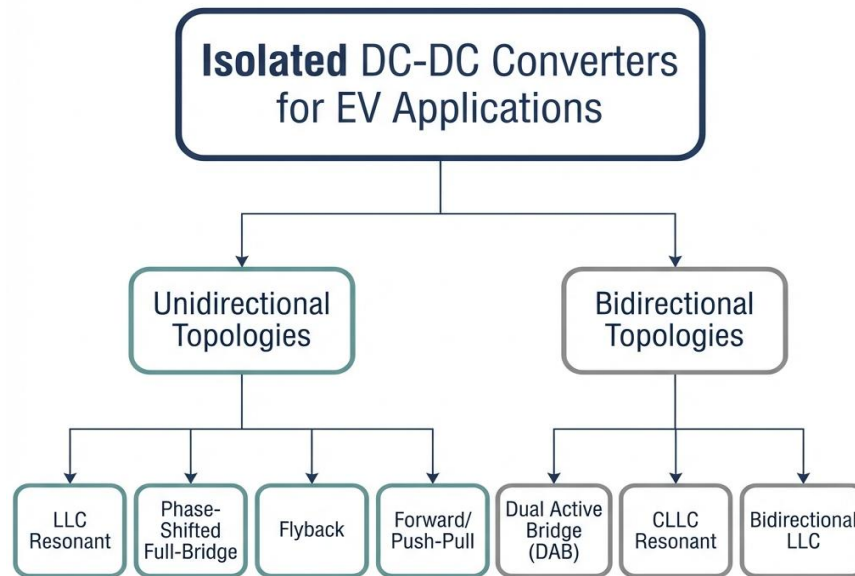 Isolated DC-DC Converters
for EV Applications
Unidirectional
Topologies
Bidirectional
Topologies
LLC
Resonant
Phase-
Shifted
Full-Bridge
Flyback
Forward/
Push-Pull
Dual Active
Bridge
(DAB)
CLLC
Resonant
Bidirectional
LLC